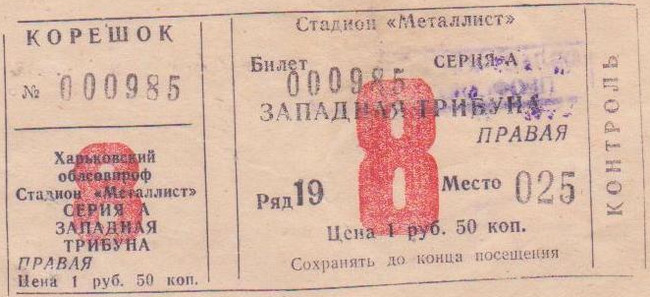 КОРЕШОК
№ 000985
8
Харьковский
облсовпроф
Стадион «Металлист»
СЕРИЯ А
ЗАПАДНАЯ
ТРИБУНА
ПРАВАЯ
Цена 1 руб. 50 коп.
Стадион «Металлист»
Билет 000985 СЕРИЯ А
ЗАПАДНАЯ ТРИБУНА
ПРАВАЯ
8
Ряд 19 Место 025
Цена 1 руб. 50 коп.
Сохранять до конца посещения
КОНТРОЛЬ